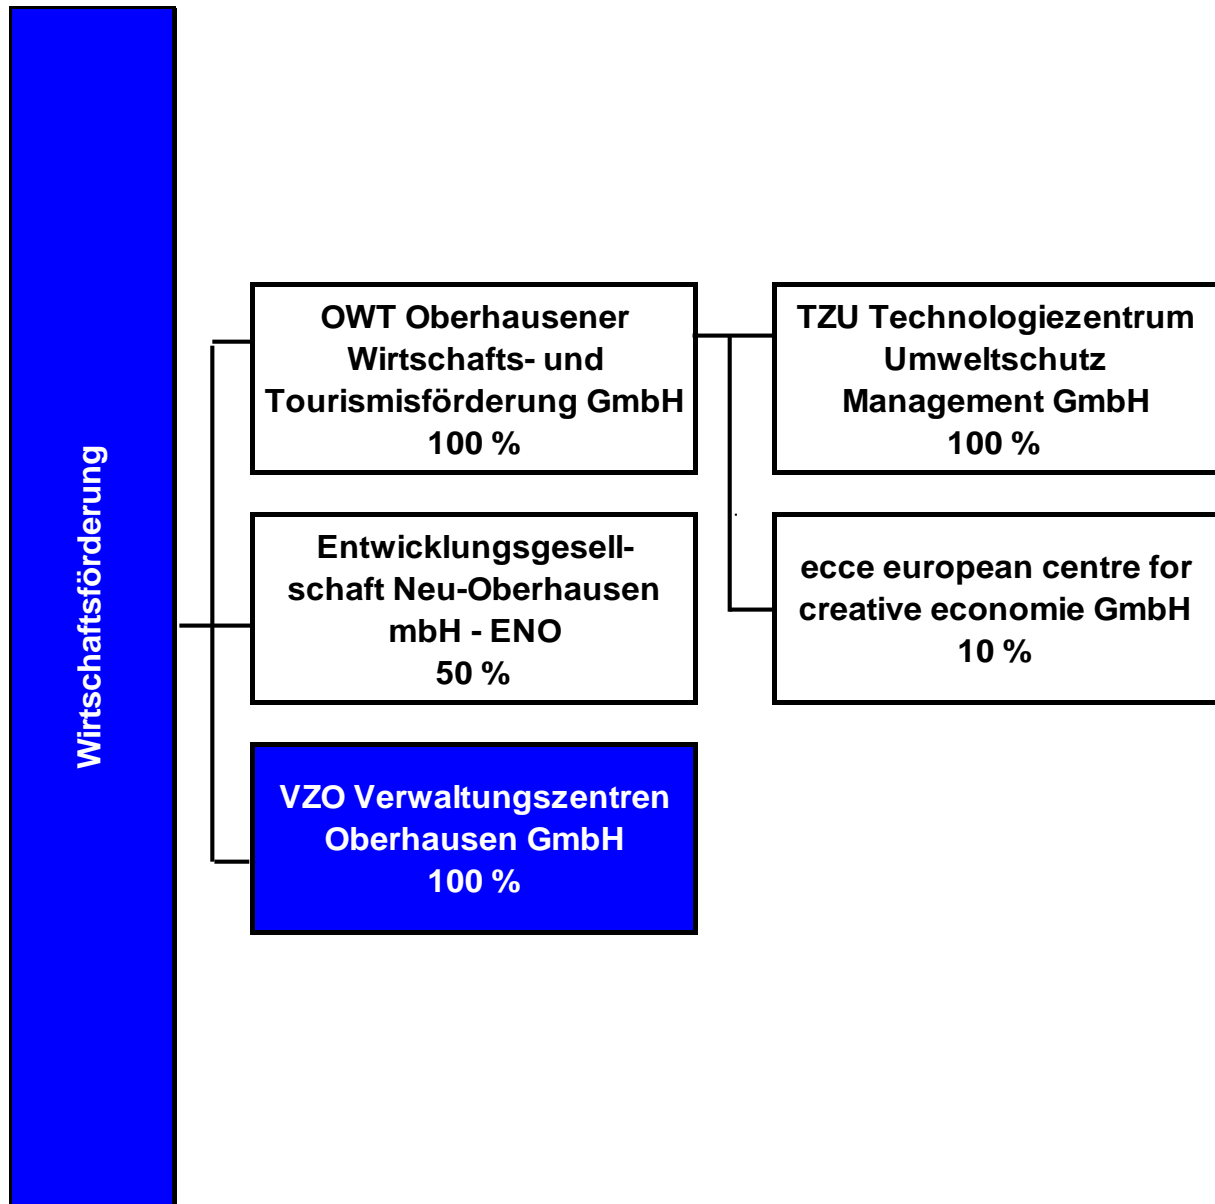 Wirtschaftsförderung
OWT Oberhausener
Wirtschafts- und
Tourismisförderung GmbH
100 %
TZU Technologiezentrum
Umweltschutz
Management GmbH
100 %
Entwicklungsgesell-
schaft Neu-Oberhausen
mbH - ENO
50 %
ecce european centre for
creative economie GmbH
10 %
VZO Verwaltungszentren
Oberhausen GmbH
100 %